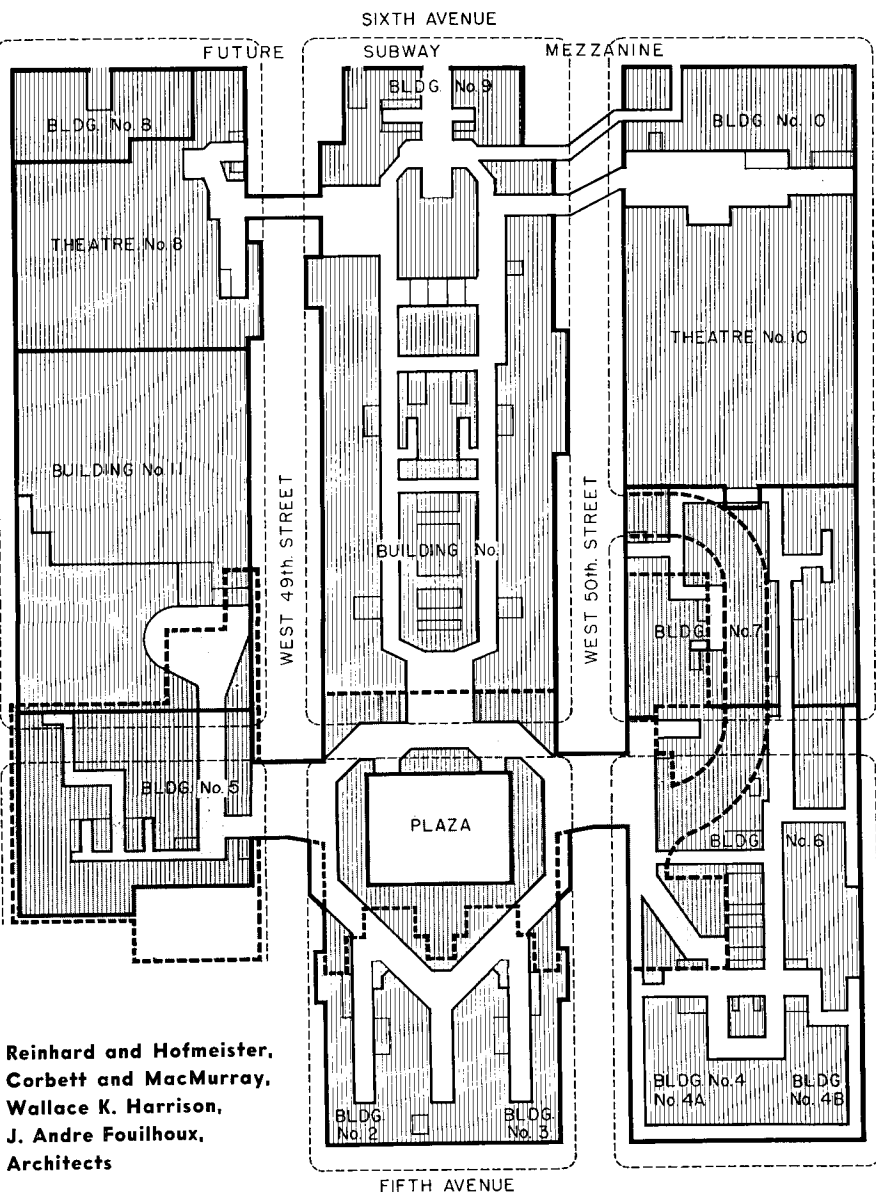 SIXTH AVENUE
FUTURE SUBWAY MEZZANINE
BLDG. No. 8
BLDG. No. 9
BLDG. No. 10
THEATRE No. 8
THEATRE No. 10
BUILDING No. 11
WEST 49th. STREET
BUILDING No. 1
WEST 50th. STREET
BLDG. No. 7
BLDG. No. 5
PLAZA
BLDG. No. 6
Reinhard and Hofmeister,
Corbett and MacMurray,
Wallace K. Harrison,
J. Andre Fouilhoux,
Architects
BLDG.
No. 2
BLDG.
No. 3
BLDG. No. 4
No. 4A
BLDG
No. 4B
FIFTH AVENUE